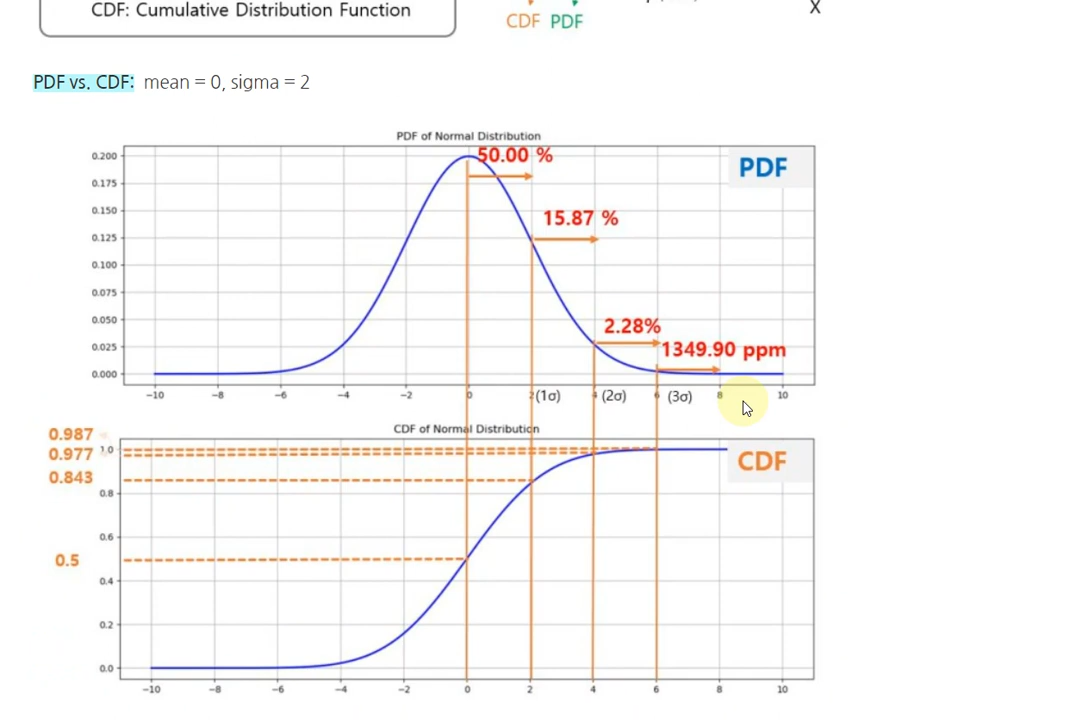 CDF: Cumulative Distribution Function
X
CDF PDF
PDF vs. CDF: mean = 0, sigma = 2
PDF of Normal Distribution
PDF
0.200
0.175
0.150
0.125
0.100
0.075
0.050
0.025
0.000
50.00 %
15.87 %
2.28%
1349.90 ppm
-10 -8 -6 -4 -2 0 2 (1σ) 4 (2σ) 6 (3σ) 8 10
CDF of Normal Distribution
CDF
0.987
0.977
0.843
0.5
1.0
0.8
0.6
0.4
0.2
0.0
-10 -8 -6 -4 -2 0 2 4 6 8 10